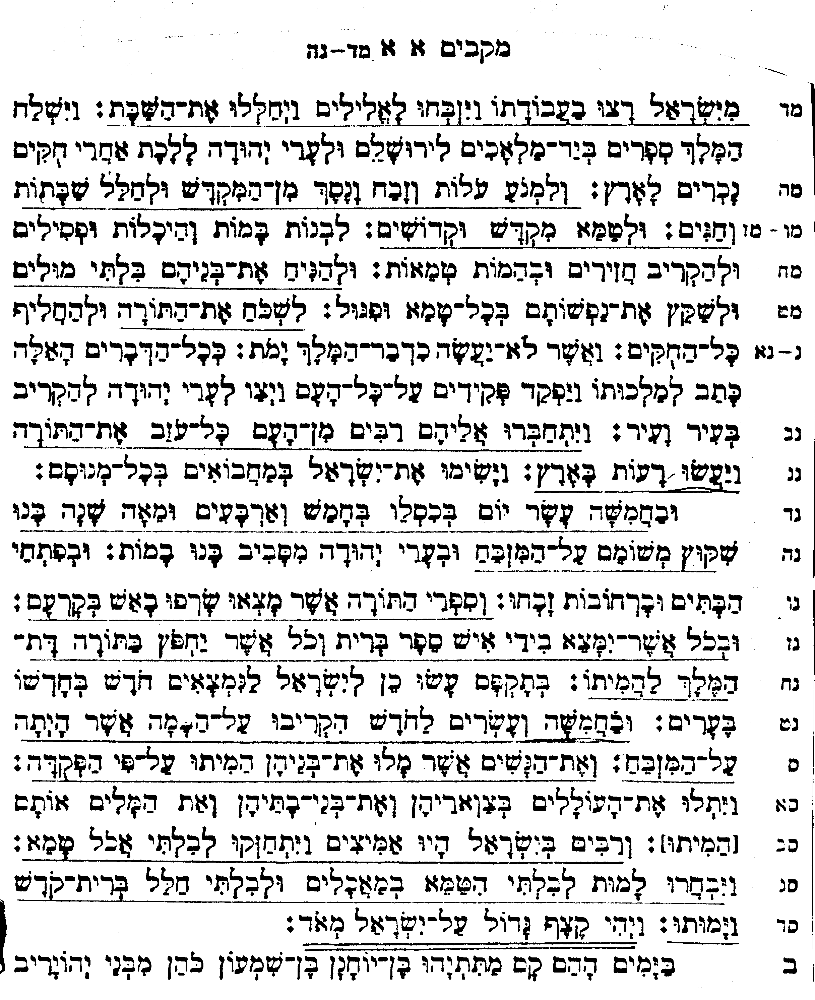 מקבים א א מד–נה
מד מִיִּשְׂרָאֵל רָצוּ בַּעֲבוֹדָתוֹ וַיִּזְבְּחוּ לָאֱלִילִים וַיְחַלְּלוּ אֶת־הַשַּׁבָּת: וַיִּשְׁלַח
הַמֶּלֶךְ סְפָרִים בְּיַד־מַלְאָכִים לִירוּשָׁלַיִם וּלְעָרֵי יְהוּדָה לָלֶכֶת אַחֲרֵי חֻקִּים
מה נָכְרִים לָאָרֶץ: וְלִמְנֹעַ עֹלוֹת וְזֶבַח וָנֶסֶךְ מִן־הַמִּקְדָּשׁ וּלְחַלֵּל שַׁבָּתוֹת
מו - מז וְחַגִּים: וּלְטַמֵּא מִקְדָּשׁ וּקְדוֹשִׁים: לִבְנוֹת בָּמוֹת וְהֵיכָלוֹת וּפְסִילִים
מח וּלְהַקְרִיב חֲזִירִים וּבְהֵמוֹת טְמֵאוֹת: וּלְהַנִּיחַ אֶת־בְּנֵיהֶם בִּלְתִּי מוּלִים
מט וּלְשַׁקֵּץ אֶת־נַפְשׁוֹתָם בְּכָל־טָמֵא וּפִגּוּל: לִשְׁכֹּחַ אֶת־הַתּוֹרָה וּלְהַחֲלִיף
נ – נא כָּל־הַחֻקִּים: וַאֲשֶׁר לֹא־יַעֲשֶׂה כִּדְבַר־הַמֶּלֶךְ יָמֹת: כְּכָל־הַדְּבָרִים הָאֵלֶּה
כָּתַב לְמַלְכוּתוֹ וַיַּפְקֵד פְּקִידִים עַל־כָּל־הָעָם וַיְצַו לְעָרֵי יְהוּדָה לְהַקְרִיב
נב בְּעִיר וָעִיר: וַיִּתְחַבְּרוּ אֲלֵיהֶם רַבִּים מִן־הָעָם כָּל־עֹזֵב אֶת־הַתּוֹרָה
נג וַיַּעֲשׂוּ רָעוֹת בָּאָרֶץ: וַיָּשִׂימוּ אֶת־יִשְׂרָאֵל בְּמַחֲבוֹאִים בְּכָל־מְנוּסָם:
נד וּבַחֲמִשָּׁה עָשָׂר יוֹם בְּכִסְלֵו בְּחָמֵשׁ וְאַרְבָּעִים וּמֵאָה שָׁנָה בָּנוּ
נה שִׁקּוּץ מְשׁוֹמֵם עַל־הַמִּזְבֵּחַ וּבְעָרֵי יְהוּדָה מִסָּבִיב בָּנוּ בָמוֹת: וּבְפִתְחֵי
נו הַבָּתִּים וּבָרְחוֹבוֹת זָבָחוּ: וְסִפְרֵי הַתּוֹרָה אֲשֶׁר מָצְאוּ שָׂרְפוּ בָאֵשׁ בְּקָרְעָם:
נז וּבְכֹל אֲשֶׁר־יִמָּצֵא בִידֵי אִישׁ סֵפֶר בְּרִית וְכֹל אֲשֶׁר יַחְפֹּץ בַּתּוֹרָה דָּת־
נח הַמֶּלֶךְ לַהֲמִיתוֹ: בְּתָקְפָּם עָשׂוּ כֵן לְיִשְׂרָאֵל לַנִּמְצָאִים חֹדֶשׁ בְּחָדְשׁוֹ
נט בֶּעָרִים: וּבַחֲמִשָּׁה וְעֶשְׂרִים לַחֹדֶשׁ הִקְרִיבוּ עַל־הַבָּמָה אֲשֶׁר הָיְתָה
ס עַל־הַמִּזְבֵּחַ: וְאֶת־הַנָּשִׁים אֲשֶׁר מָלוּ אֶת־בְּנֵיהֶן הֵמִיתוּ עַל־פִּי הַפְּקֻדָּה:
כא וַיִּתְלוּ אֶת־הָעוֹלָלִים בְּצַוְּארֵיהֶן וְאֶת־בְּנֵי־בָתֵּיהֶן וְאֵת הַמָּלִים אוֹתָם
סב [הֵמִיתוּ]: וְרַבִּים בְּיִשְׂרָאֵל הָיוּ אַמִּיצִים וַיִּתְחַזְּקוּ לְבִלְתִּי אֲכֹל טָמֵא:
סג וַיִּבְחֲרוּ לָמוּת לְבִלְתִּי הִטַּמֵּא בְמַאֲכָלִים וּלְבִלְתִּי חַלֵּל בְּרִית־קֹדֶשׁ
סד וַיָּמוּתוּ: וַיְהִי קֶצֶף גָּדוֹל עַל־יִשְׂרָאֵל מְאֹד:
ב בַּיָּמִים הָהֵם קָם מַתִּתְיָהוּ בֶּן־יוֹחָנָן בֶּן־שִׁמְעוֹן כֹּהֵן מִבְּנֵי יְהוֹיָרִיב